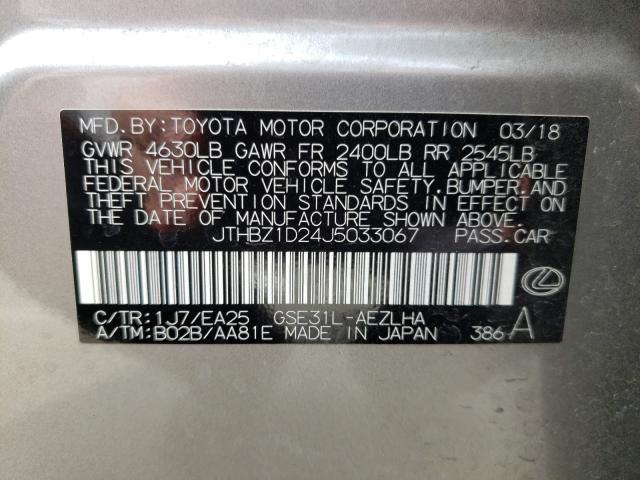 MFD.BY:TOYOTA MOTOR CORPORATION 03/18
GVWR 4630LB GAWR FR 2400LB RR 2545LB
THIS VEHICLE CONFORMS TO ALL APPLICABLE
FEDERAL MOTOR VEHICLE SAFETY,BUMPER,AND
THEFT PREVENTION STANDARDS IN EFFECT ON
THE DATE OF MANUFACTURE SHOWN ABOVE.
JTHBZ1D24J5033067 PASS.CAR
C/TR:1J7/EA25 GSE31L-AEZLHA
A/TM:B02B/AA81E MADE IN JAPAN 386 A